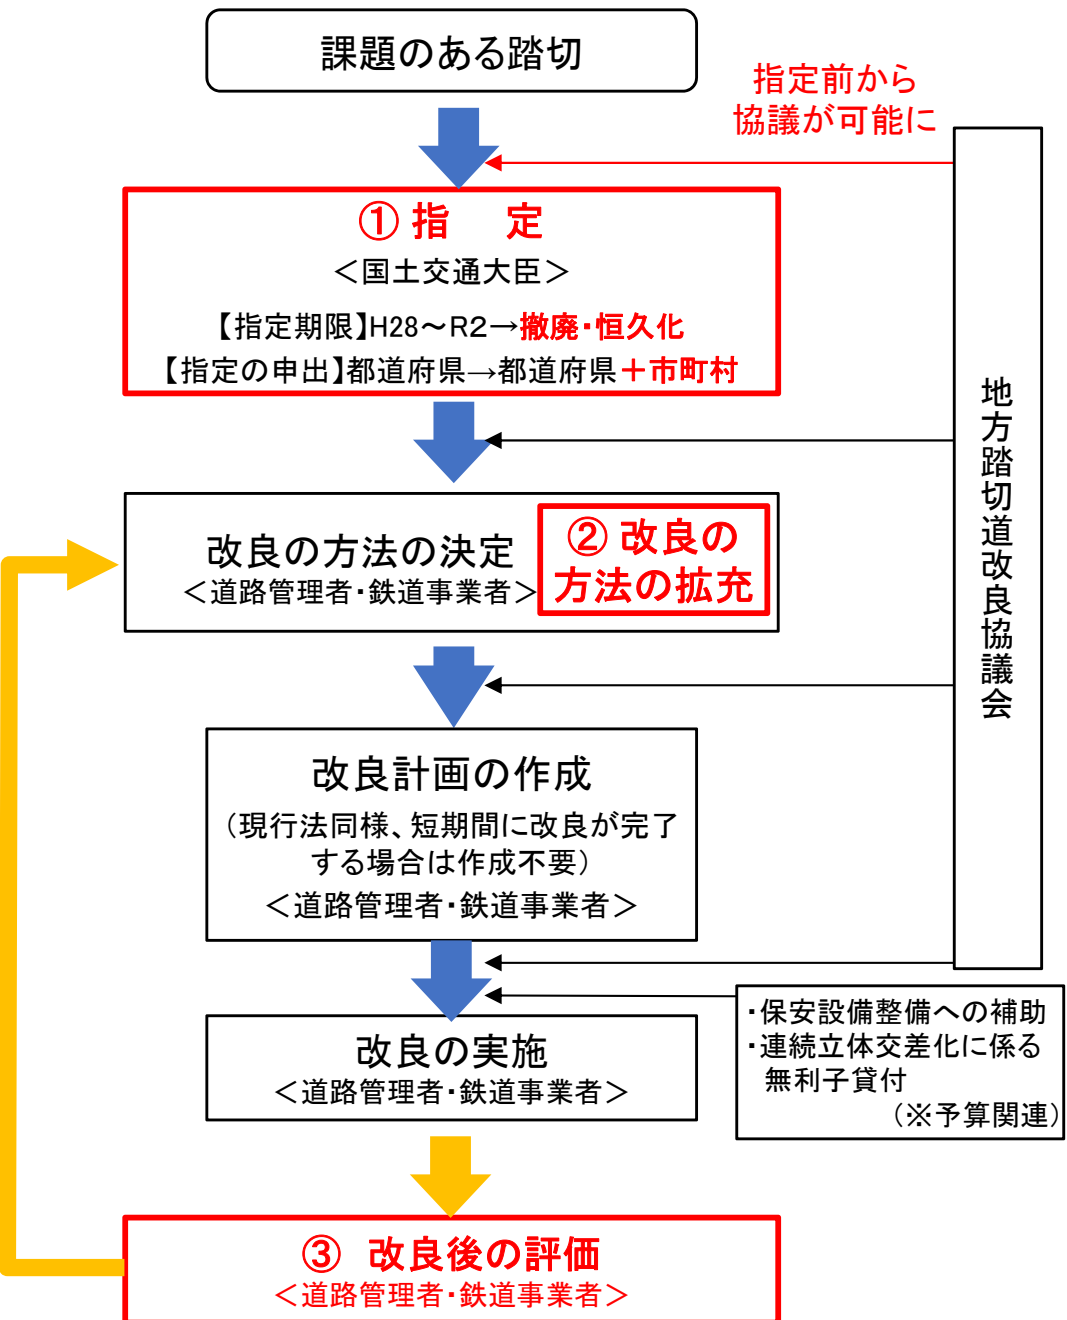 課題のある踏切
指定前から
協議が可能に
①指 定
＜国土交通大臣＞
【指定期限】H28～R2→撤廃・恒久化
【指定の申出】都道府県→都道府県＋市町村
地方踏切道改良協議会
改良の方法の決定
＜道路管理者・鉄道事業者＞
②改良の
方法の拡充
改良計画の作成
（現行法同様、短期間に改良が完了
する場合は作成不要）
＜道路管理者・鉄道事業者＞
・保安設備整備への補助
・連続立体交差化に係る
無利子貸付
（※予算関連）
改良の実施
＜道路管理者・鉄道事業者＞
③ 改良後の評価
＜道路管理者・鉄道事業者＞